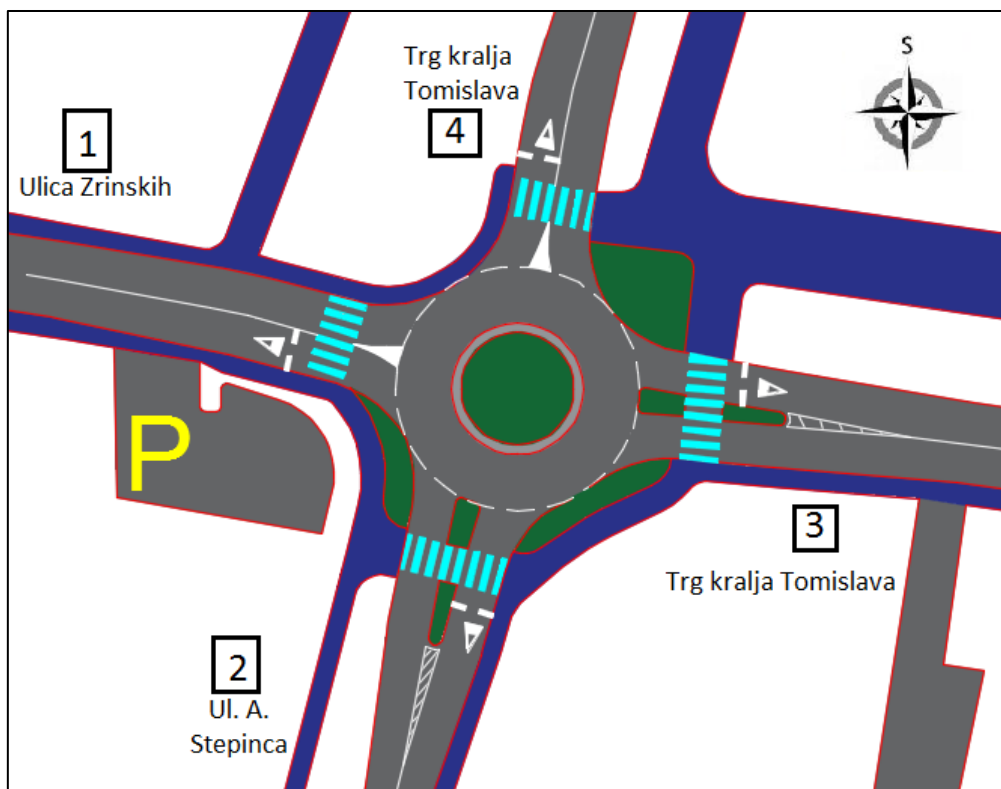 S
Trg kralja
Tomislava
4
1
Ulica Zrinskih
P
3
Trg kralja Tomislava
2
Ul. A.
Stepinca